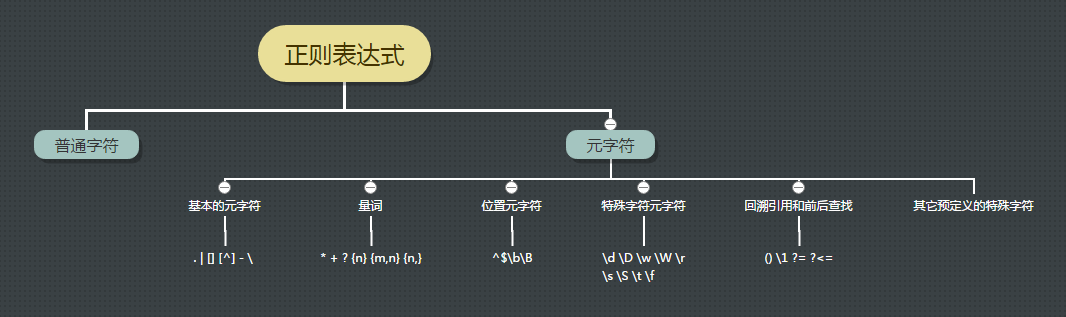 正则表达式
普通字符
元字符
基本的元字符
量词
位置元字符
特殊字符元字符
回溯引用和前后查找
其它预定义的特殊字符
. | [] [^] - \
* + ? {n} {m,n} {n,}
^$\b\B
\d \D \w \W \r
\s \S \t \f
() \1 ?= ?<=